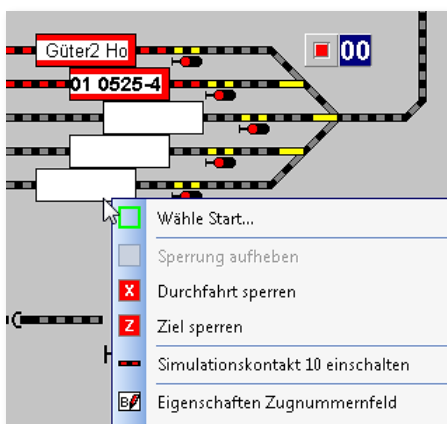 Güter2 Ho
00
01 0525-4
Wähle Start...
Sperrung aufheben
X Durchfahrt sperren
Z Ziel sperren
Simulationskontakt 10 einschalten
B Eigenschaften Zugnummernfeld